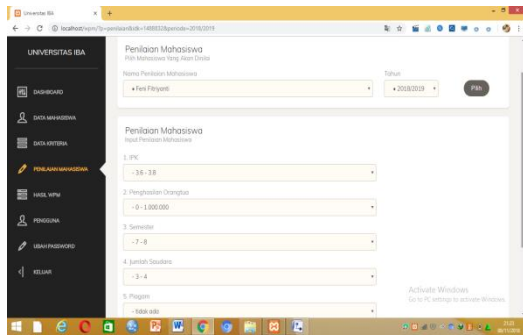 Universitas IBA
localhost/wpm/?p=penilaian&idk=1488332&periode=2018/2019
UNIVERSITAS IBA
DASHBOARD
DATA MAHASISWA
DATA KRITERIA
PENILAIAN MAHASISWA
HASIL WPM
PENGGUNA
UBAH PASSWORD
KELUAR
Penilaian Mahasiswa
Pilih Mahasiswa Yang Akan Dinilai
Nama Penilaian Mahasiswa
Tahun
Feni Fitriyanti
2018/2019
Pilih
Penilaian Mahasiswa
Input Penilaian Mahasiswa
1. IPK
- 3.6 - 3.8
2. Penghasilan Orangtua
- 0 - 1.000.000
3. Semester
- 7 - 8
4. Jumlah Saudara
- 3 - 4
5. Piagam
- tidak ada
Activate Windows
Go to PC settings to activate Windows.